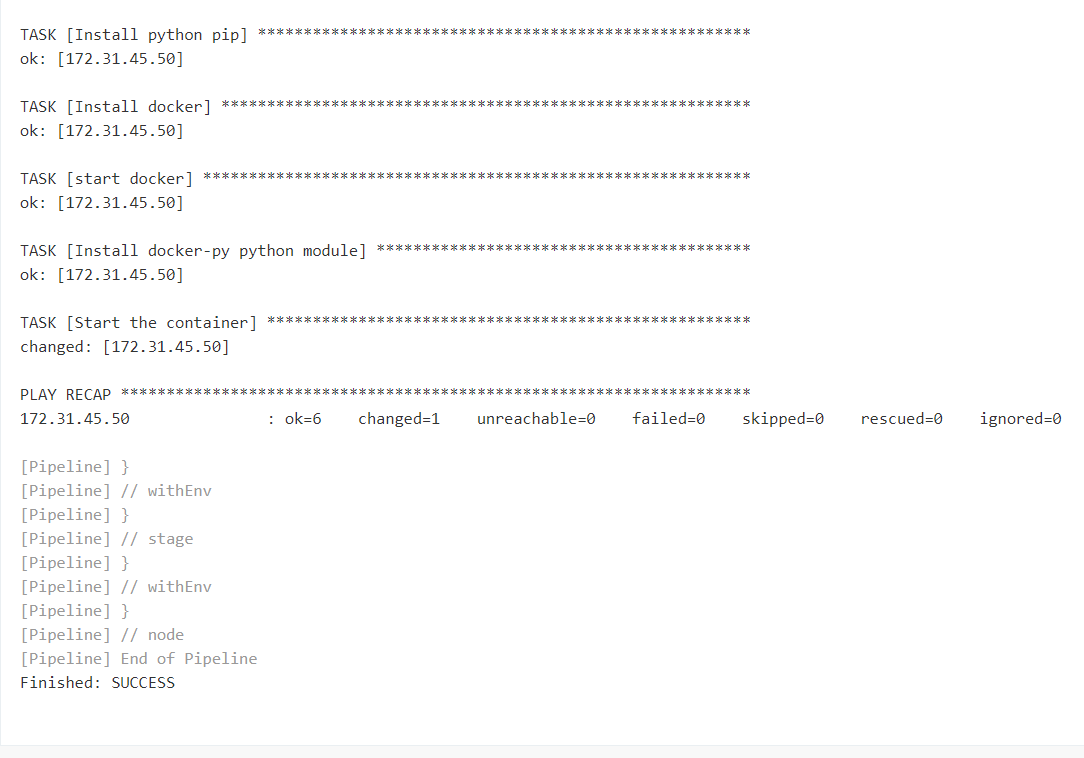 TASK [Install python pip] ******************************************************
ok: [172.31.45.50]
TASK [Install docker] **********************************************************
ok: [172.31.45.50]
TASK [start docker] ************************************************************
ok: [172.31.45.50]
TASK [Install docker-py python module] *****************************************
ok: [172.31.45.50]
TASK [Start the container] *****************************************************
changed: [172.31.45.50]
PLAY RECAP *********************************************************************
172.31.45.50               : ok=6    changed=1    unreachable=0    failed=0    skipped=0    rescued=0    ignored=0
[Pipeline] }
[Pipeline] // withEnv
[Pipeline] }
[Pipeline] // stage
[Pipeline] }
[Pipeline] // withEnv
[Pipeline] }
[Pipeline] // node
[Pipeline] End of Pipeline
Finished: SUCCESS